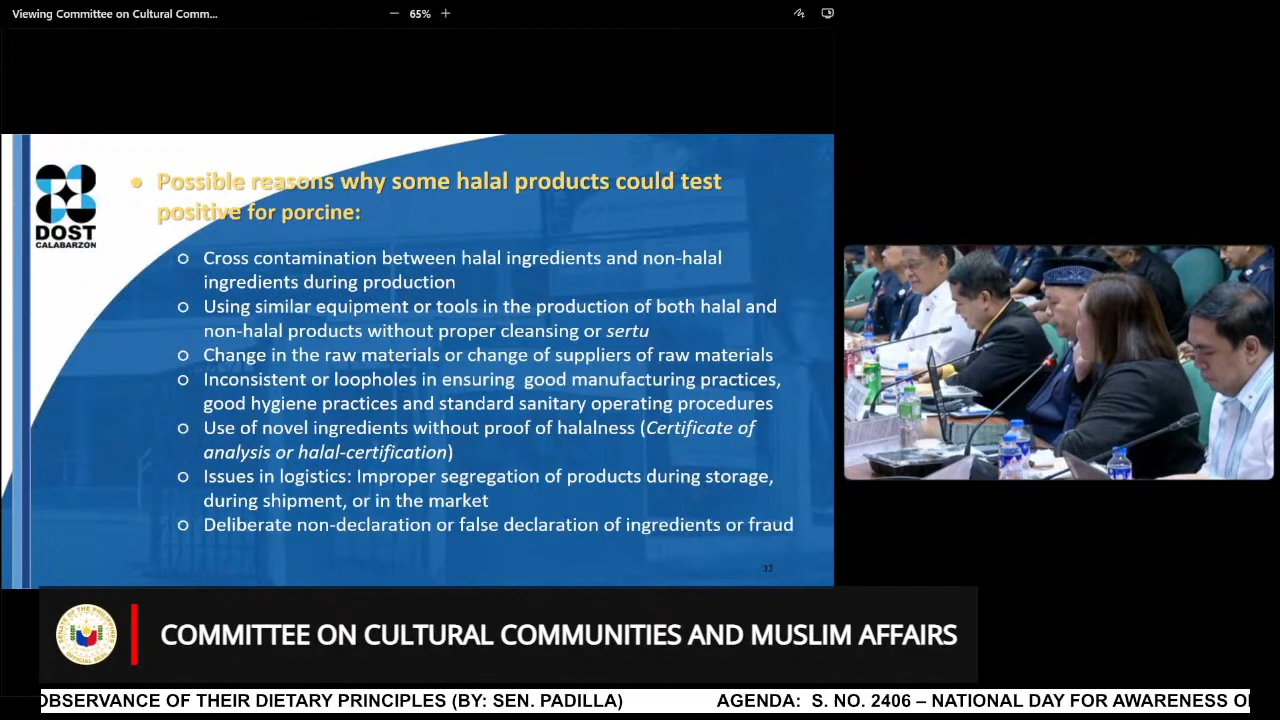 Viewing Committee on Cultural Comm...
65%
DOST
CALABARZON
Possible reasons why some halal products could test
positive for porcine:
Cross contamination between halal ingredients and non-halal
ingredients during production
Using similar equipment or tools in the production of both halal and
non-halal products without proper cleansing or sertu
Change in the raw materials or change of suppliers of raw materials
Inconsistent or loopholes in ensuring good manufacturing practices,
good hygiene practices and standard sanitary operating procedures
Use of novel ingredients without proof of halalness (Certificate of
analysis or halal-certification)
Issues in logistics: Improper segregation of products during storage,
during shipment, or in the market
Deliberate non-declaration or false declaration of ingredients or fraud
33
COMMITTEE ON CULTURAL COMMUNITIES AND MUSLIM AFFAIRS
OBSERVANCE OF THEIR DIETARY PRINCIPLES (BY: SEN. PADILLA) AGENDA: S. NO. 2406 – NATIONAL DAY FOR AWARENESS O